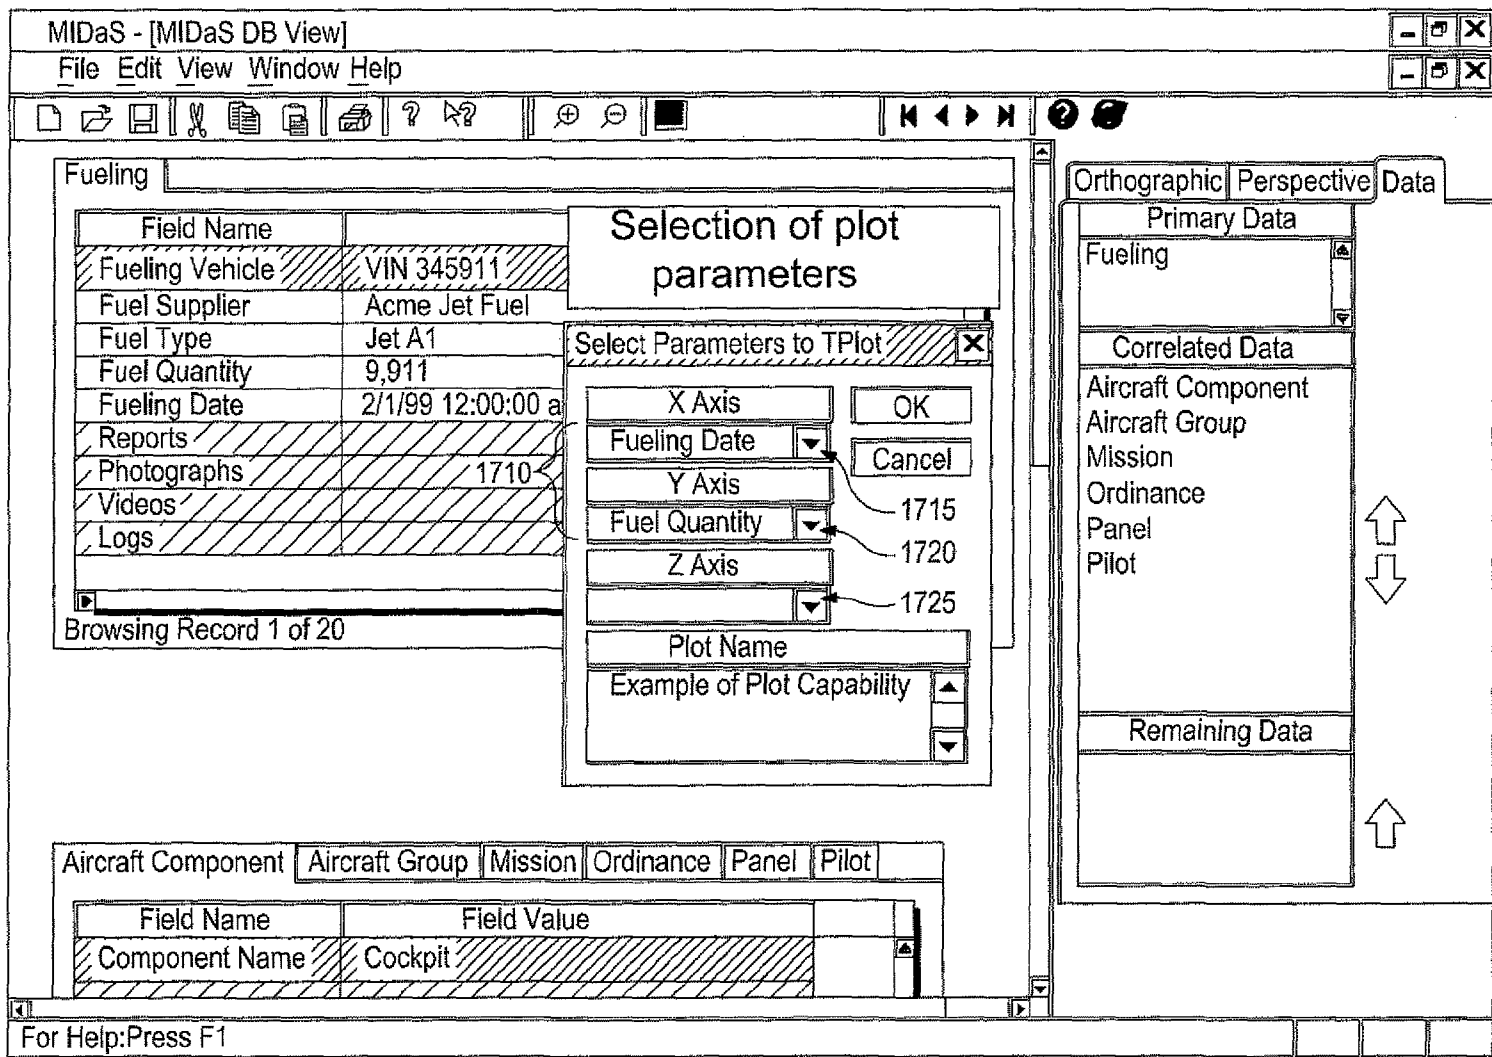 MIDaS - [MIDaS DB View]
File Edit View Window Help
Fueling
Field Name
Fueling Vehicle VIN 345911
Fuel Supplier Acme Jet Fuel
Fuel Type Jet A1
Fuel Quantity 9,911
Fueling Date 2/1/99 12:00:00 a
Reports
Photographs
Videos
Logs
Browsing Record 1 of 20
Selection of plot
parameters
Select Parameters to TPlot
X Axis OK
Fueling Date
Cancel
Y Axis
Fuel Quantity
Z Axis
1710
1715
1720
1725
Plot Name
Example of Plot Capability
Orthographic Perspective Data
Primary Data
Fueling
Correlated Data
Aircraft Component
Aircraft Group
Mission
Ordinance
Panel
Pilot
Remaining Data
Aircraft Component Aircraft Group Mission Ordinance Panel Pilot
Field Name Field Value
Component Name Cockpit
For Help:Press F1